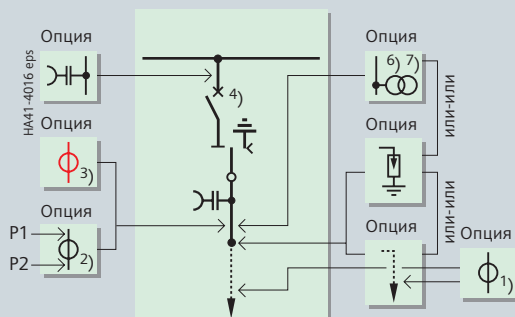 Опция
HA41-4016 eps
Опция
3)
Опция
P1
P2
2)
4)
Опция
6) 7)
или-или
Опция
или-или
Опция
Опция
1)